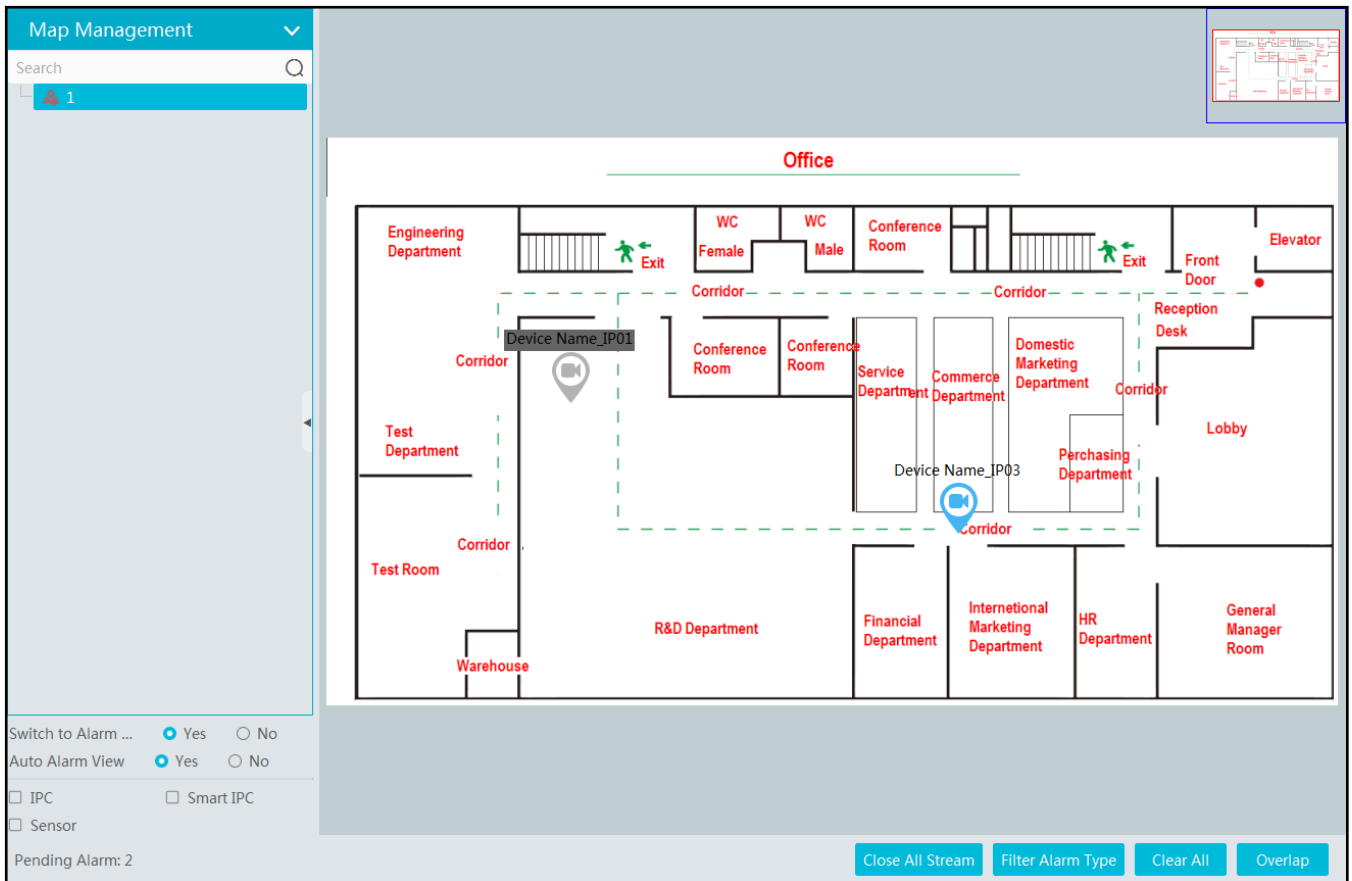 Map Management
Search
1
Office
Engineering
Department
Exit
WC
Female
WC
Male
Conference
Room
Exit
Front
Door
Elevator
Corridor
Corridor
Reception
Desk
Device Name_IP01
Corridor
Conference
Room
Conference
Room
Service
Department
Commerce
Department
Domestic
Marketing
Department
Corridor
Lobby
Test
Department
Perchasing
Department
Device Name_IP03
Corridor
Corridor
Test Room
R&D Department
Warehouse
Financial
Department
Internetional
Marketing
Department
HR
Department
General
Manager
Room
Switch to Alarm ... Yes No
Auto Alarm View Yes No
IPC Smart IPC
Sensor
Pending Alarm: 2
Close All Stream Filter Alarm Type Clear All Overlap